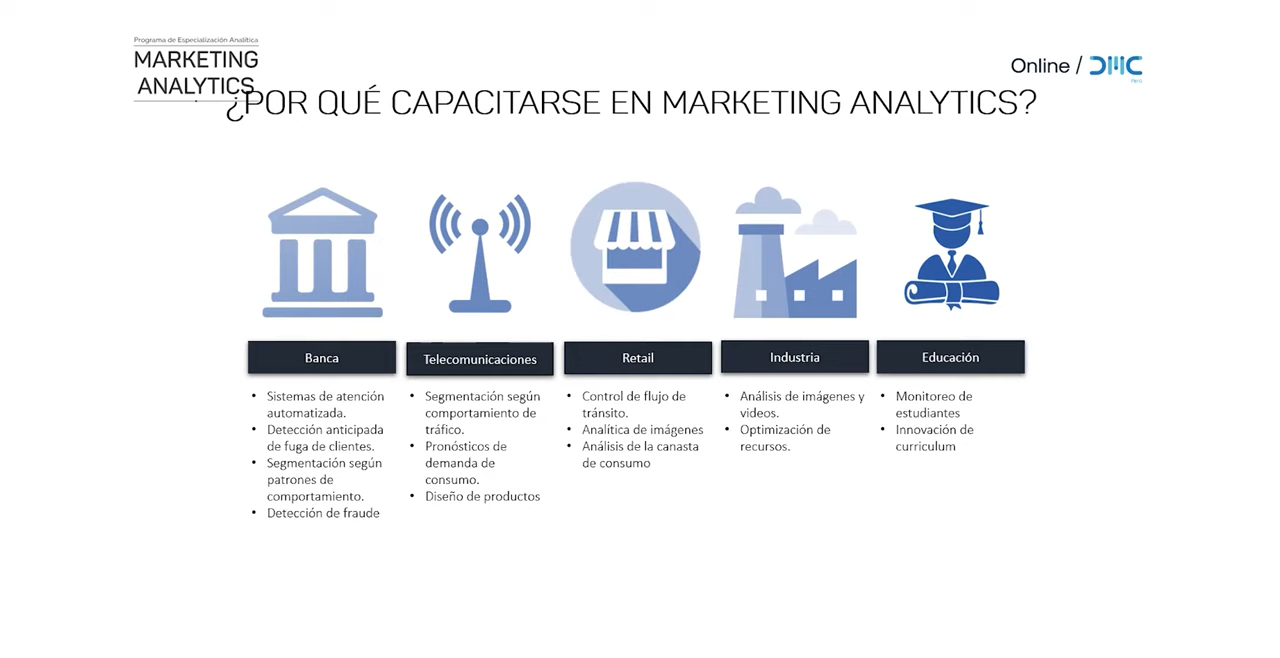 Programa de Especialización Analítica
MARKETING
ANALYTICS
Online / DMC
Perú
¿POR QUÉ CAPACITARSE EN MARKETING ANALYTICS?
Banca
• Sistemas de atención
automatizada.
• Detección anticipada
de fuga de clientes.
• Segmentación según
patrones de
comportamiento.
• Detección de fraude
Telecomunicaciones
• Segmentación según
comportamiento de
tráfico.
• Pronósticos de
demanda de
consumo.
• Diseño de productos
Retail
• Control de flujo de
tránsito.
• Analítica de imágenes
• Análisis de la canasta
de consumo
Industria
• Análisis de imágenes y
videos.
• Optimización de
recursos.
Educación
• Monitoreo de
estudiantes
• Innovación de
curriculum